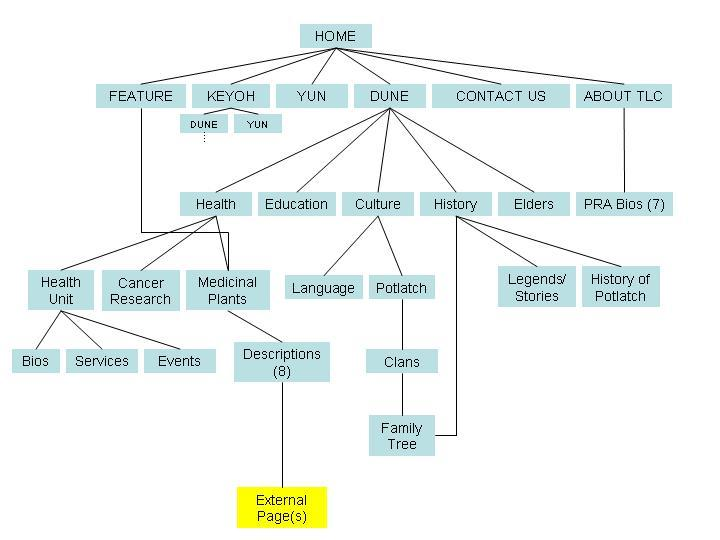 HOME
FEATURE
KEYOH
YUN
DUNE
CONTACT US
ABOUT TLC
DUNE
YUN
Health
Education
Culture
History
Elders
PRA Bios (7)
Health
Unit
Cancer
Research
Medicinal
Plants
Language
Potlatch
Legends/
Stories
History of
Potlatch
Bios
Services
Events
Descriptions
(8)
Clans
Family
Tree
External
Page(s)